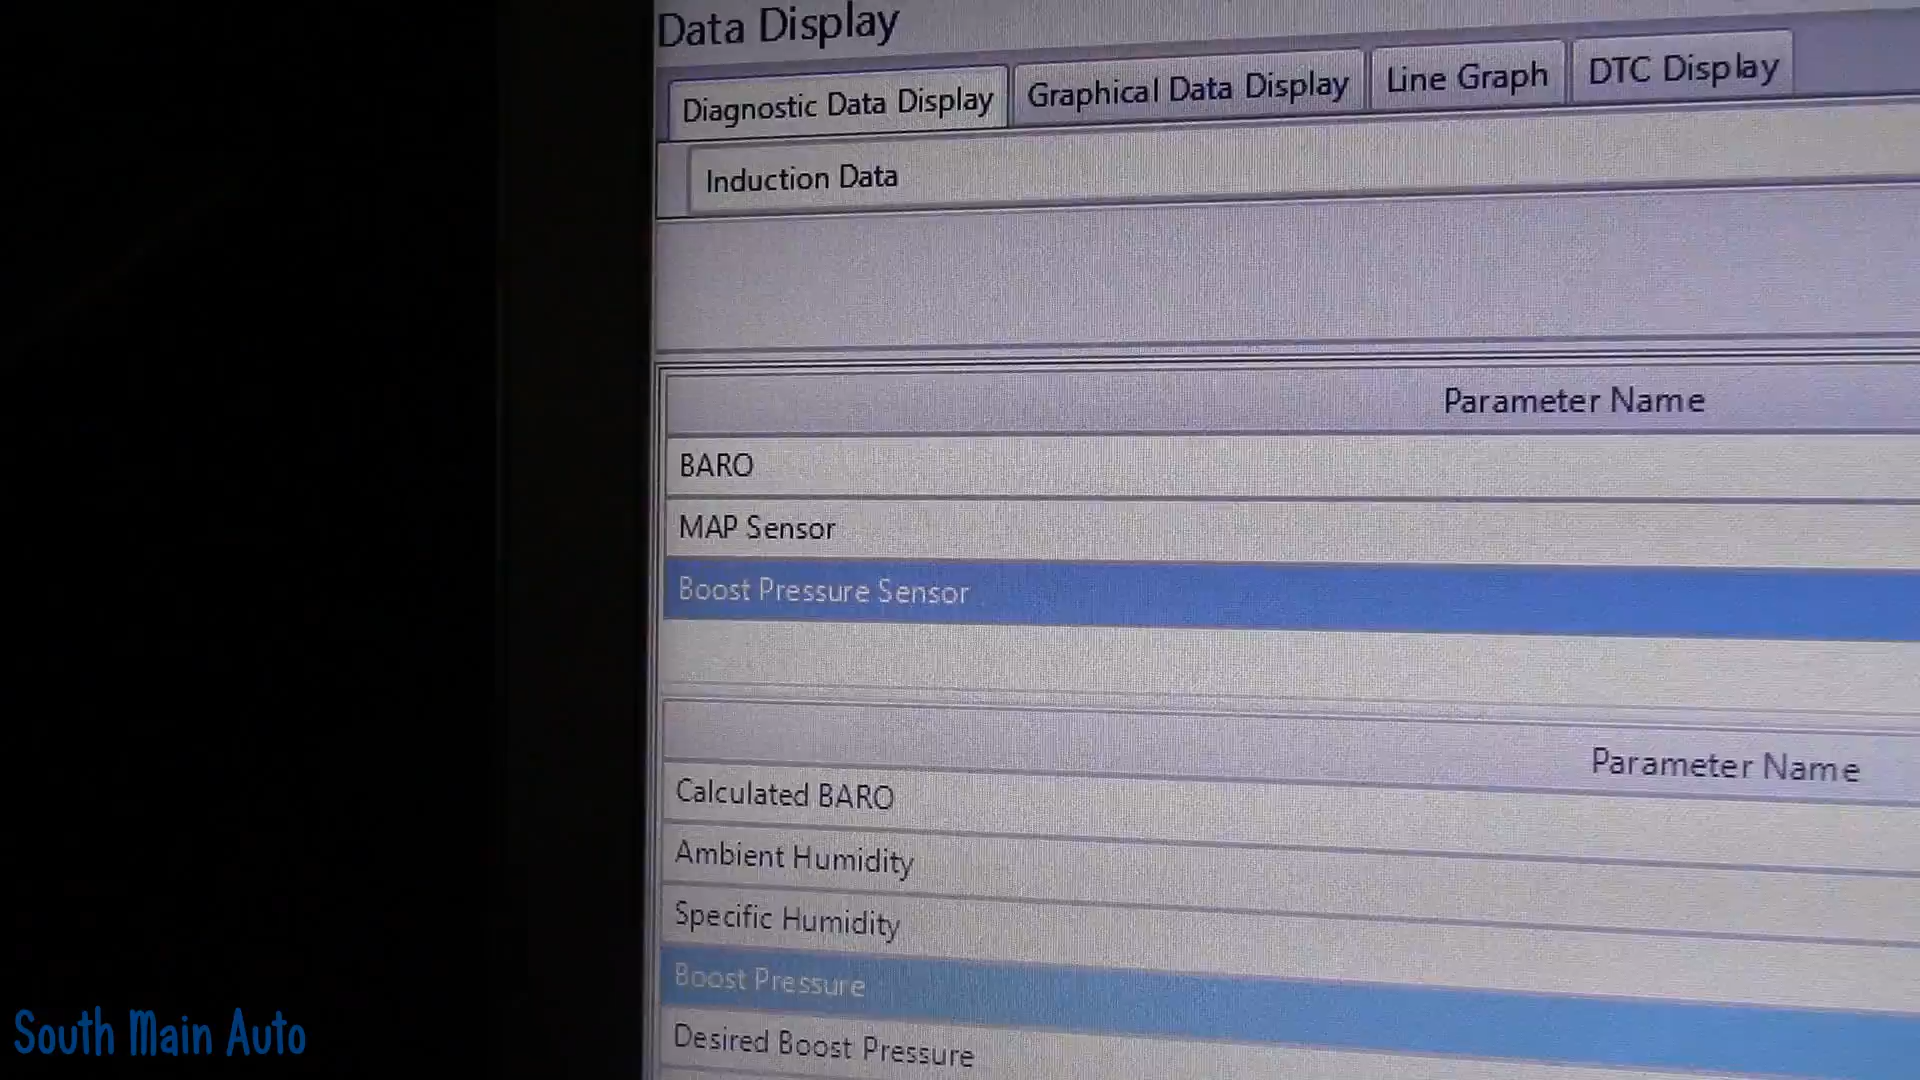 Data Display
Diagnostic Data Display
Graphical Data Display
Line Graph
DTC Display
Induction Data
Parameter Name
BARO
MAP Sensor
Boost Pressure Sensor
Parameter Name
Calculated BARO
Ambient Humidity
Specific Humidity
Boost Pressure
Desired Boost Pressure
South Main Auto